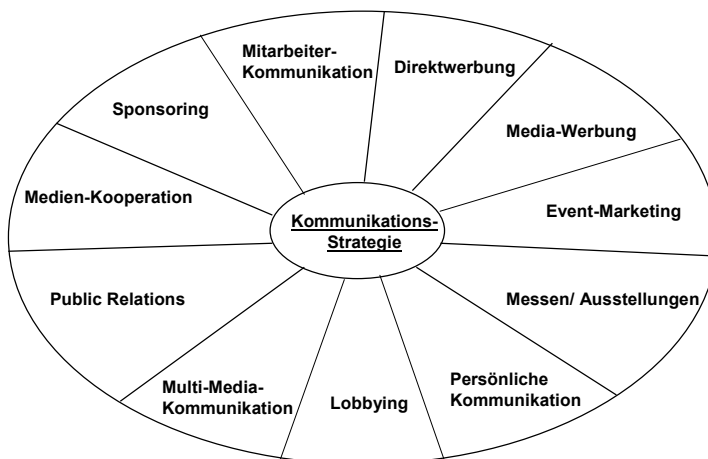 Mitarbeiter-
Kommunikation
Direktwerbung
Sponsoring
Media-Werbung
Medien-Kooperation
Kommunikations-
Strategie
Event-Marketing
Public Relations
Messen/ Ausstellungen
Multi-Media-
Kommunikation
Lobbying
Persönliche
Kommunikation